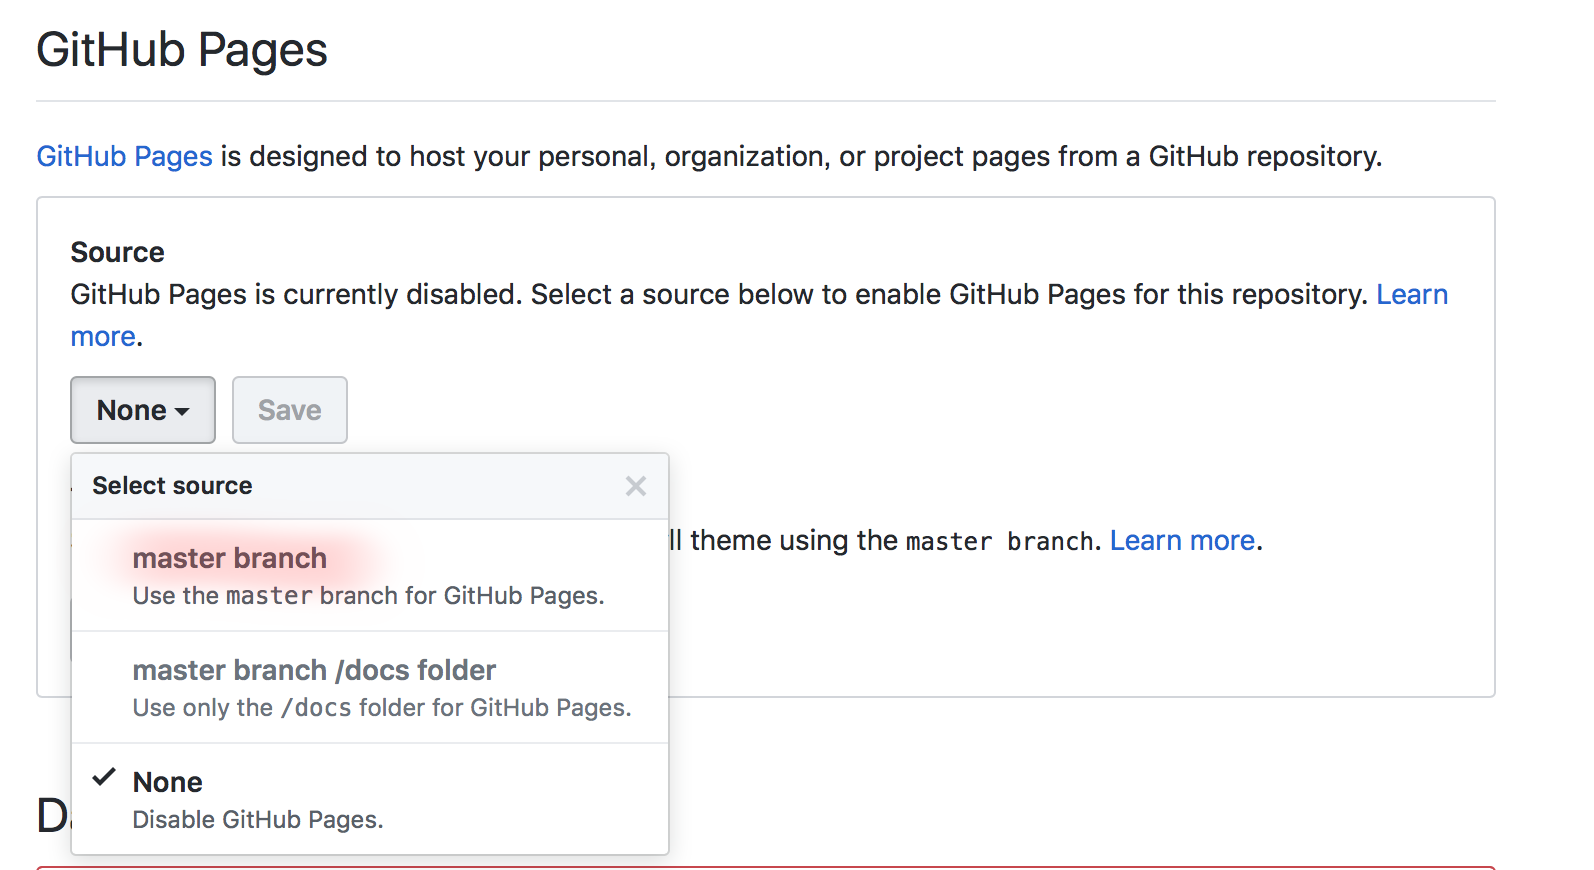 GitHub Pages
GitHub Pages is designed to host your personal, organization, or project pages from a GitHub repository.
Source
GitHub Pages is currently disabled. Select a source below to enable GitHub Pages for this repository. Learn
more.
None Save
Select source
master branch
ll theme using the master branch. Learn more.
Use the master branch for GitHub Pages.
master branch /docs folder
Use only the /docs folder for GitHub Pages.
None
D
Disable GitHub Pages.